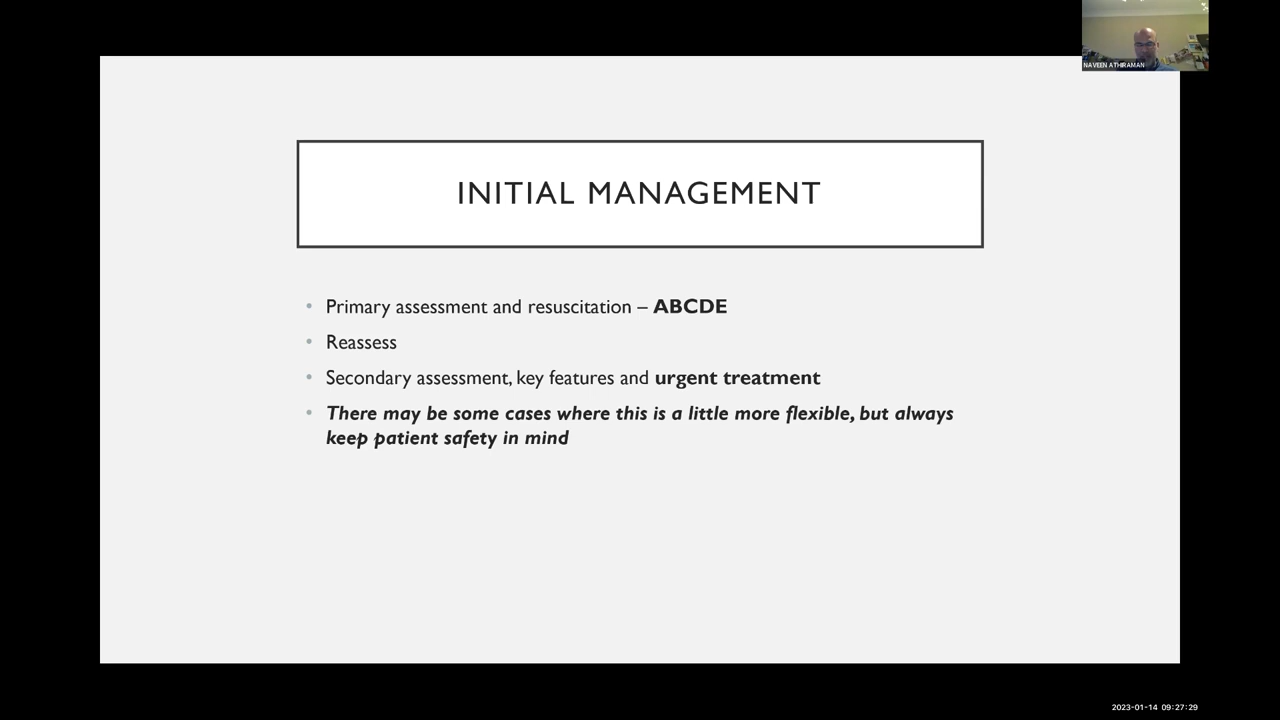 NAVEEN ATHIRAMAN
INITIAL MANAGEMENT
• Primary assessment and resuscitation – ABCDE
• Reassess
• Secondary assessment, key features and urgent treatment
• There may be some cases where this is a little more flexible, but always
keep patient safety in mind
2023-01-14 09:27:29